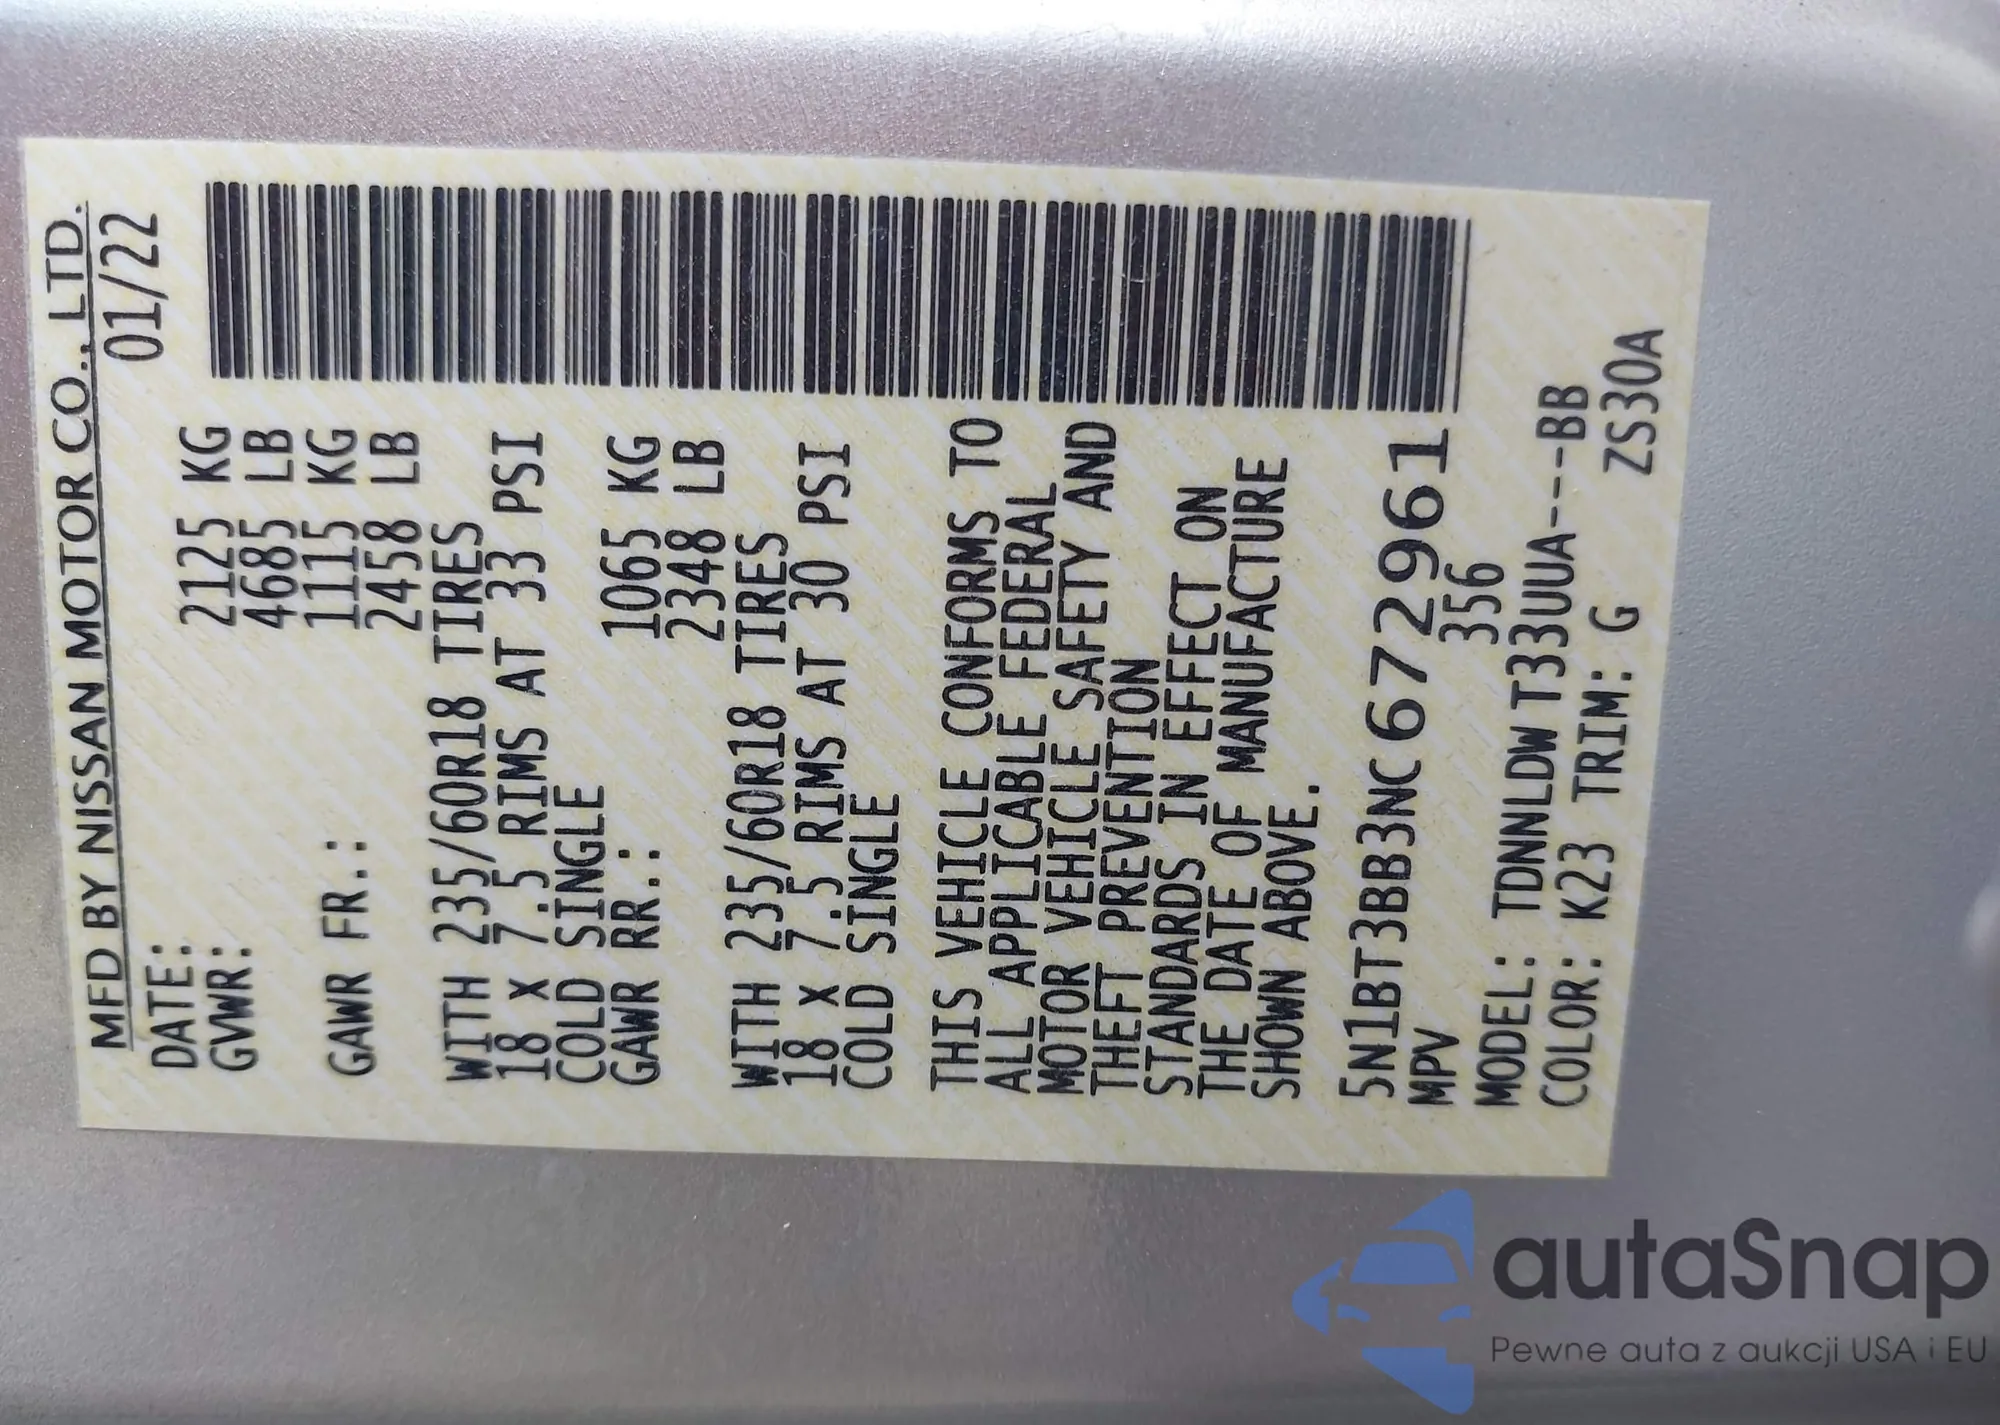 MFD BY NISSAN MOTOR CO., LTD.
DATE: 01/22
GVWR: 2125 KG
4685 LB
GAWR FR.: 1115 KG
2458 LB
WITH 235/60R18 TIRES
18 X 7.5 RIMS AT 33 PSI
COLD SINGLE
GAWR RR.: 1065 KG
2348 LB
WITH 235/60R18 TIRES
18 X 7.5 RIMS AT 30 PSI
COLD SINGLE
THIS VEHICLE CONFORMS TO
ALL APPLICABLE FEDERAL
MOTOR VEHICLE SAFETY AND
THEFT PREVENTION
STANDARDS IN EFFECT ON
THE DATE OF MANUFACTURE
SHOWN ABOVE.
5N1BT3BB3NC672961
MPV 356
MODEL: TDNNLDWT33UUA---BB
COLOR: K23 TRIM: G ZS30A
autaSnap
Pewne auta z aukcji USA i EU